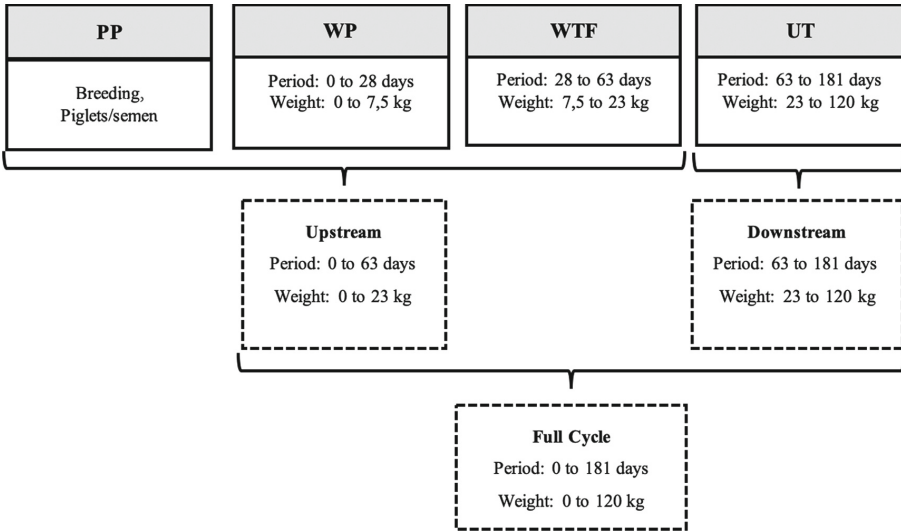 PP
Breeding,
Piglets/semen
WP
Period: 0 to 28 days
Weight: 0 to 7,5 kg
WTF
Period: 28 to 63 days
Weight: 7,5 to 23 kg
UT
Period: 63 to 181 days
Weight: 23 to 120 kg
Upstream
Period: 0 to 63 days
Weight: 0 to 23 kg
Downstream
Period: 63 to 181 days
Weight: 23 to 120 kg
Full Cycle
Period: 0 to 181 days
Weight: 0 to 120 kg